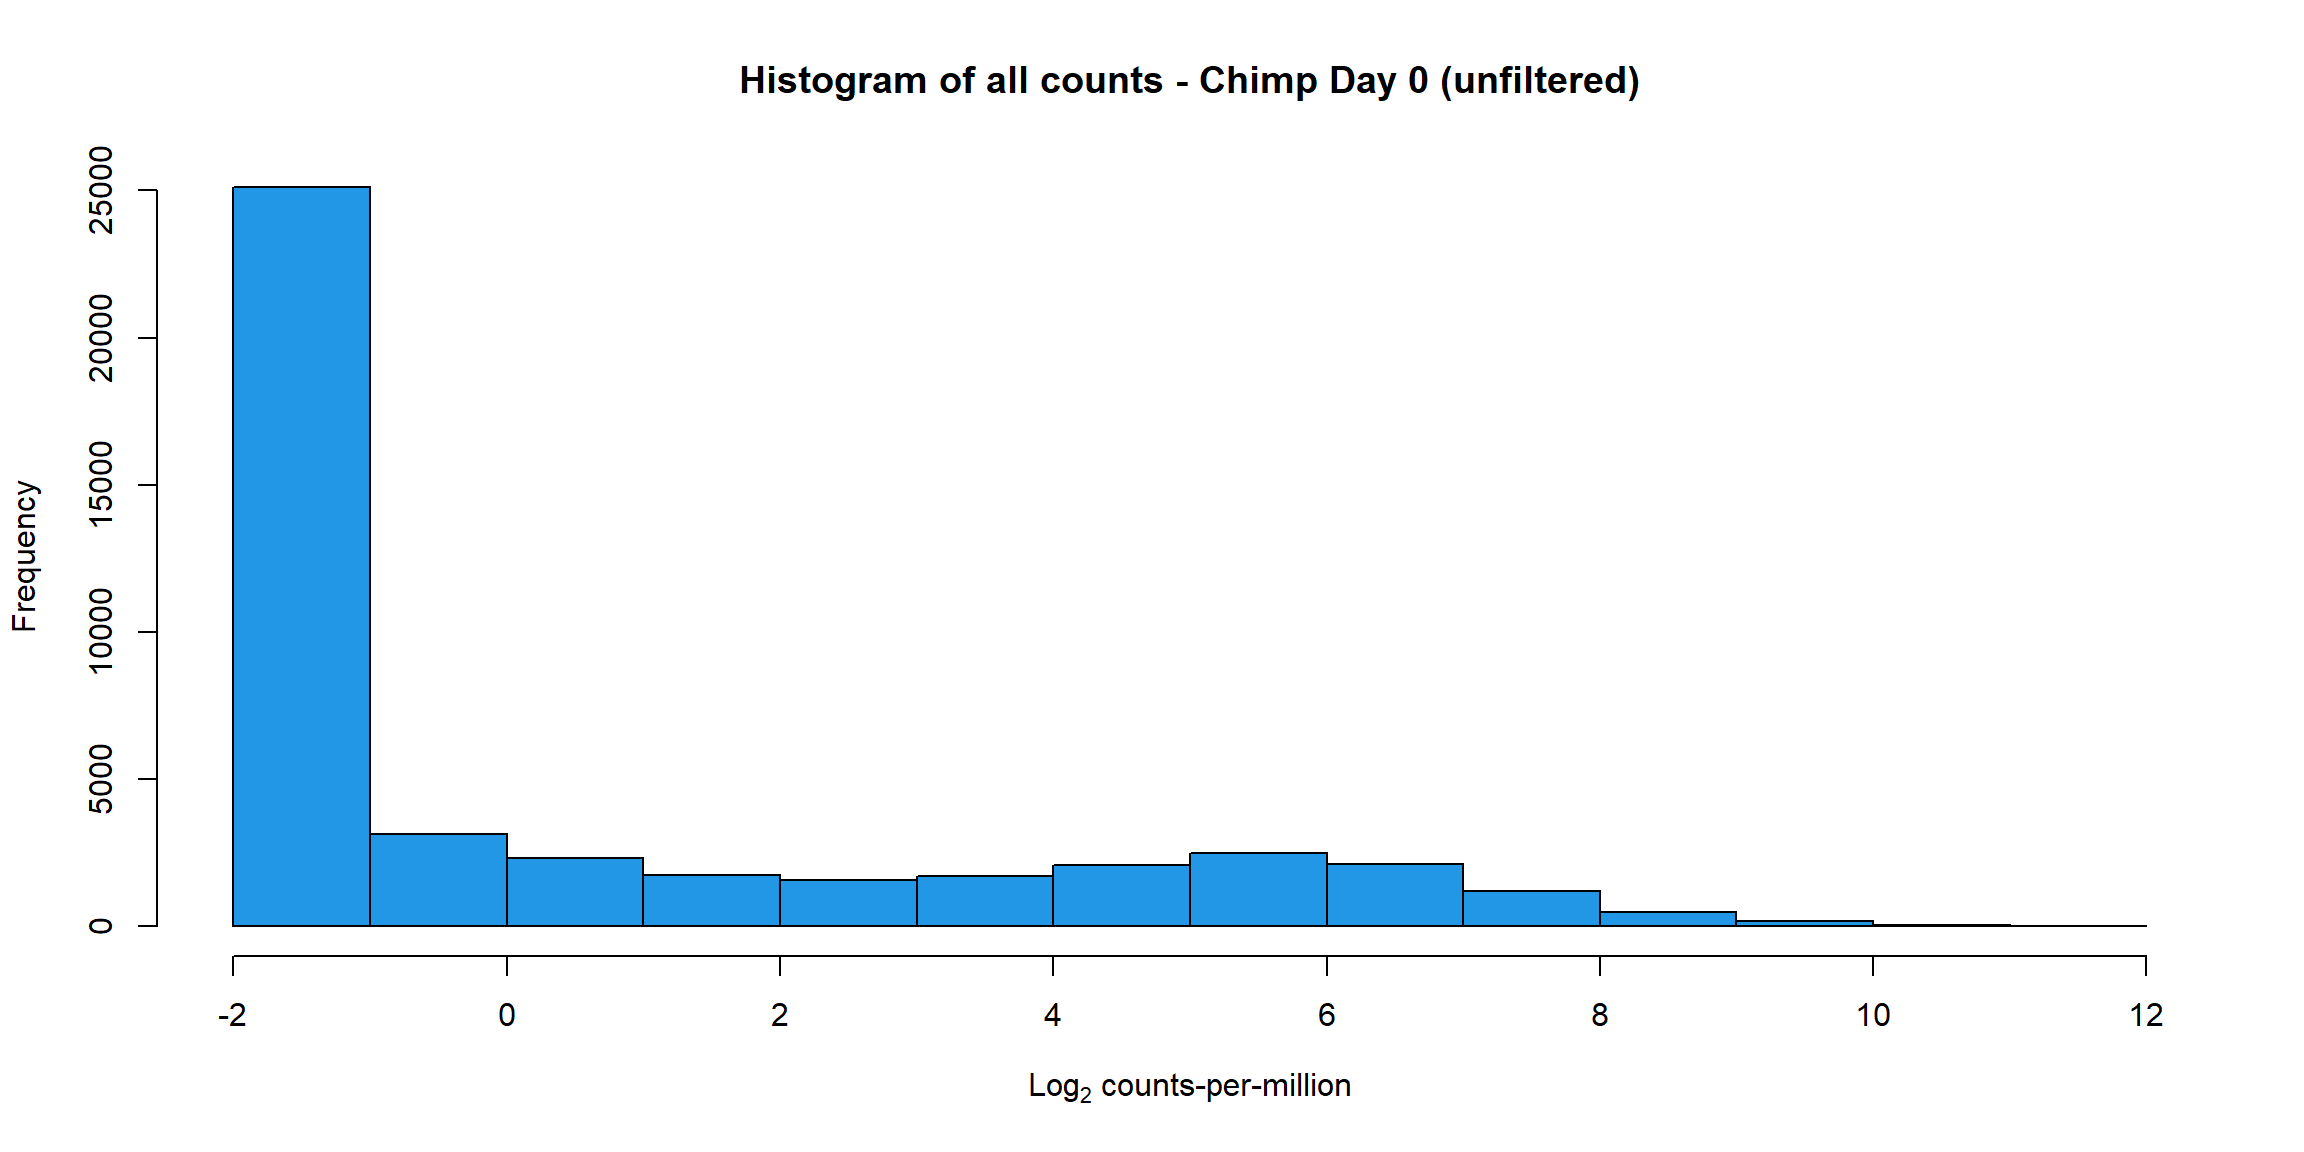 Histogram of all counts - Chimp Day 0 (unfiltered)
Frequency
25000
20000
15000
10000
5000
0
-2 0 2 4 6 8 10 12
Log₂ counts-per-million